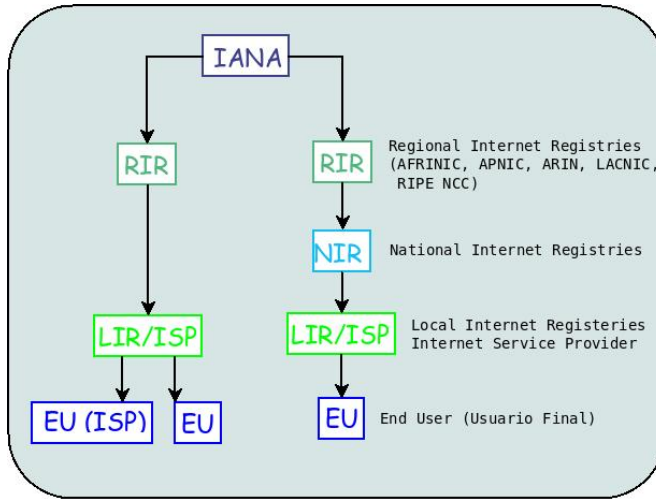 IANA
RIR
RIR
Regional Internet Registries
(AFRINIC, APNIC, ARIN, LACNIC,
RIPE NCC)
NIR
National Internet Registries
LIR/ISP
LIR/ISP
Local Internet Registeries
Internet Service Provider
EU (ISP)
EU
EU
End User (Usuario Final)